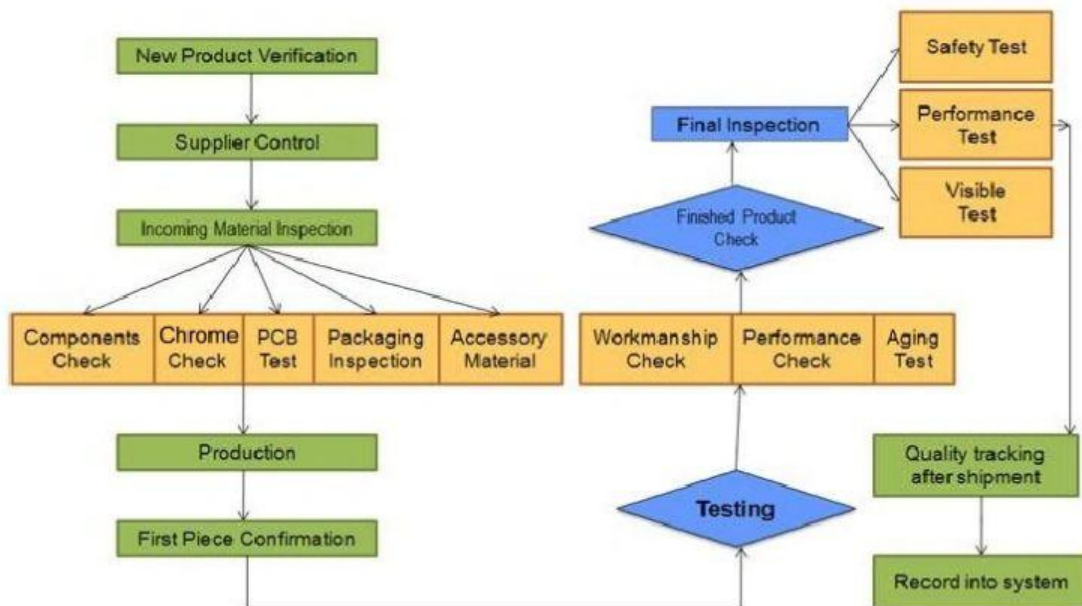 New Product Verification
Supplier Control
Incoming Material Inspection
Components
Check
Chrome
Check
PCB
Test
Packaging
Inspection
Accessory
Material
Production
First Piece Confirmation
Testing
Workmanship
Check
Performance
Check
Aging
Test
Finished Product
Check
Final Inspection
Safety Test
Performance
Test
Visible
Test
Quality tracking
after shipment
Record into system